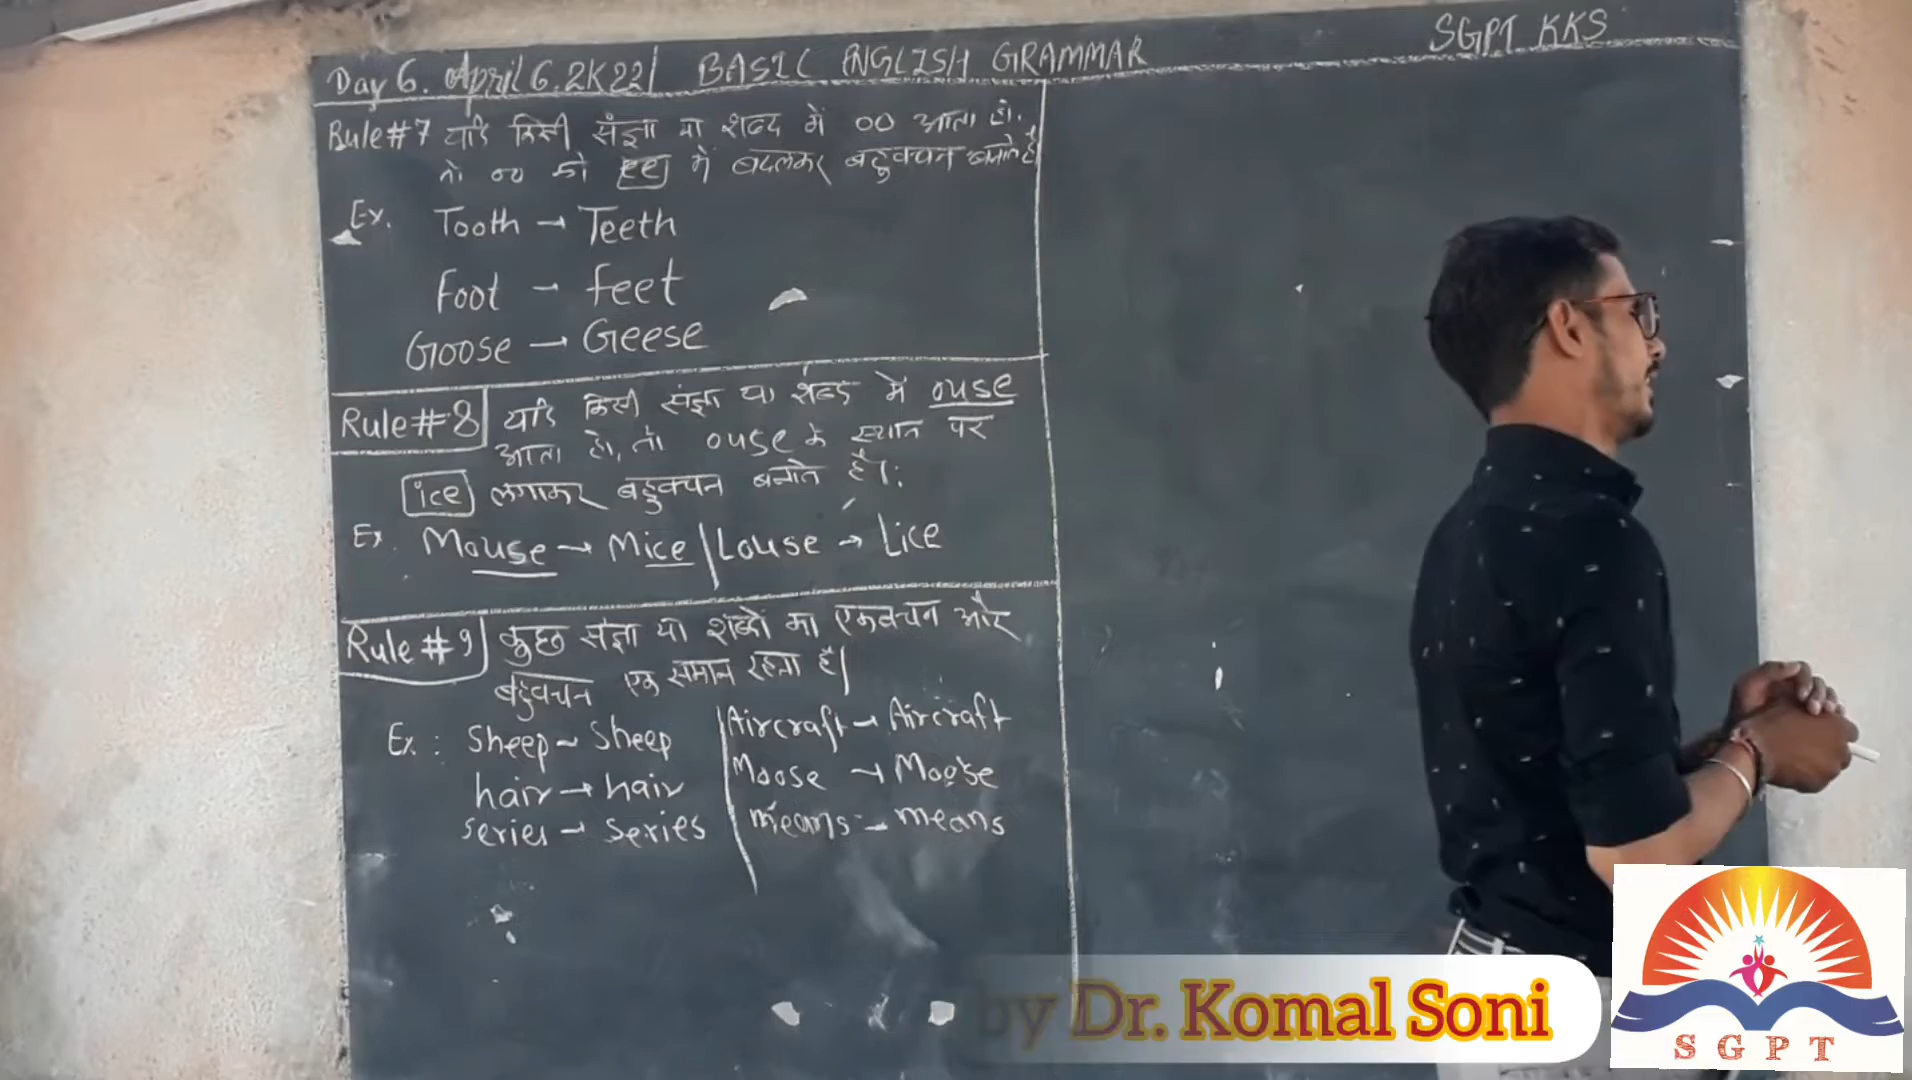 SGPT KKS
Day 6. April 6. 2K22 | BASIC ENGLISH GRAMMAR
Rule#7 यदि किसी संज्ञा या शब्द में oo आता हो,
तो oo को ee में बदलकर बहुवचन बनाते है
Ex. Tooth → Teeth
Foot → feet
Goose → Geese
Rule#8 यदि किसी संज्ञा या शब्द में ouse
आता हो, तो ouse के स्थान पर
ice लगाकर बहुवचन बनाते है।:
Ex. Mouse → Mice | Louse → Lice
Rule #9 कुछ संज्ञा या शब्दों का एकवचन और
बहुवचन एक समान रहता है।
Ex: Sheep → Sheep | Aircraft → Aircraft
hair → hair | Moose → Moose
series → series | means → means
by Dr. Komal Soni
SGPT